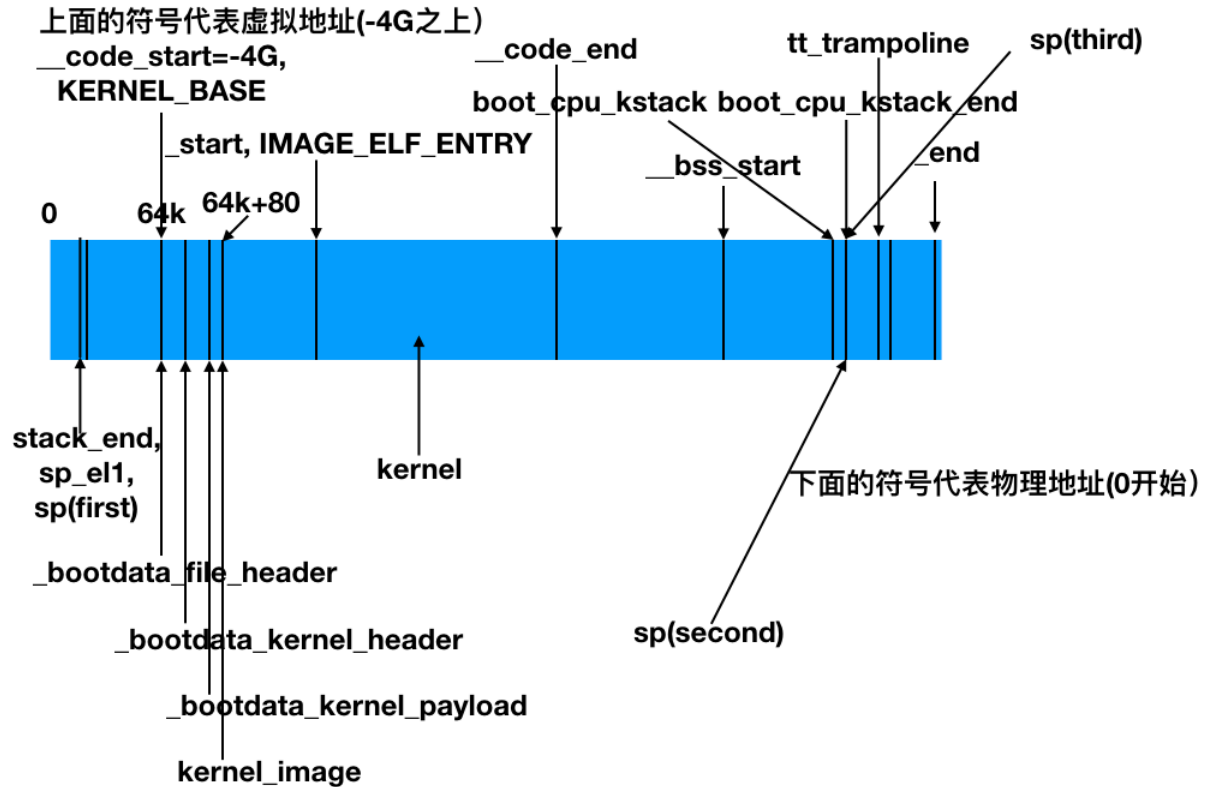 上面的符号代表虚拟地址(-4G之上）
__code_start=-4G,
KERNEL_BASE
__code_end
tt_trampoline
sp(third)
boot_cpu_kstack
boot_cpu_kstack_end
_start, IMAGE_ELF_ENTRY
__bss_start
_end
0
64k
64k+80
stack_end,
sp_el1,
sp(first)
kernel
下面的符号代表物理地址(0开始）
_bootdata_file_header
_bootdata_kernel_header
sp(second)
_bootdata_kernel_payload
kernel_image